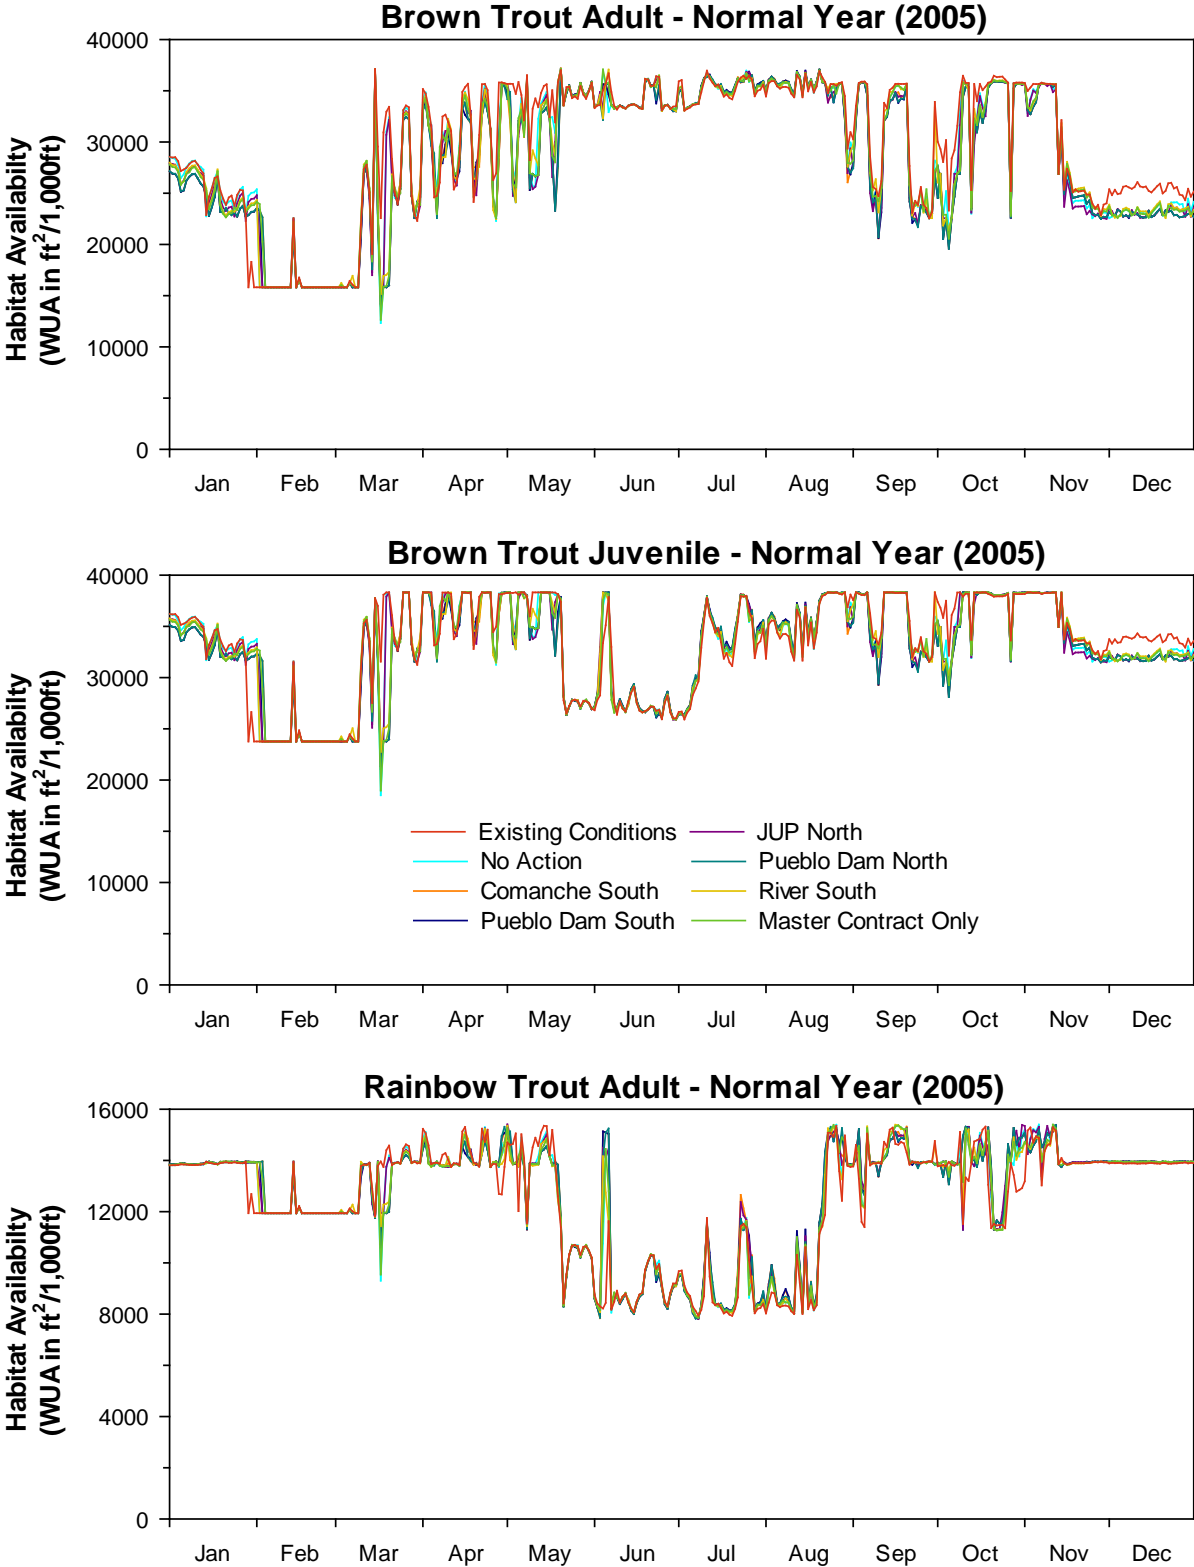 Brown Trout Adult - Normal Year (2005)
Habitat Availabilty
(WUA in ft²/1,000ft)
40000
30000
20000
10000
0
Jan Feb Mar Apr May Jun Jul Aug Sep Oct Nov Dec
Brown Trout Juvenile - Normal Year (2005)
Habitat Availabilty
(WUA in ft²/1,000ft)
40000
30000
20000
10000
0
Existing Conditions JUP North
No Action Pueblo Dam North
Comanche South River South
Pueblo Dam South Master Contract Only
Jan Feb Mar Apr May Jun Jul Aug Sep Oct Nov Dec
Rainbow Trout Adult - Normal Year (2005)
Habitat Availabilty
(WUA in ft²/1,000ft)
16000
12000
8000
4000
0
Jan Feb Mar Apr May Jun Jul Aug Sep Oct Nov Dec